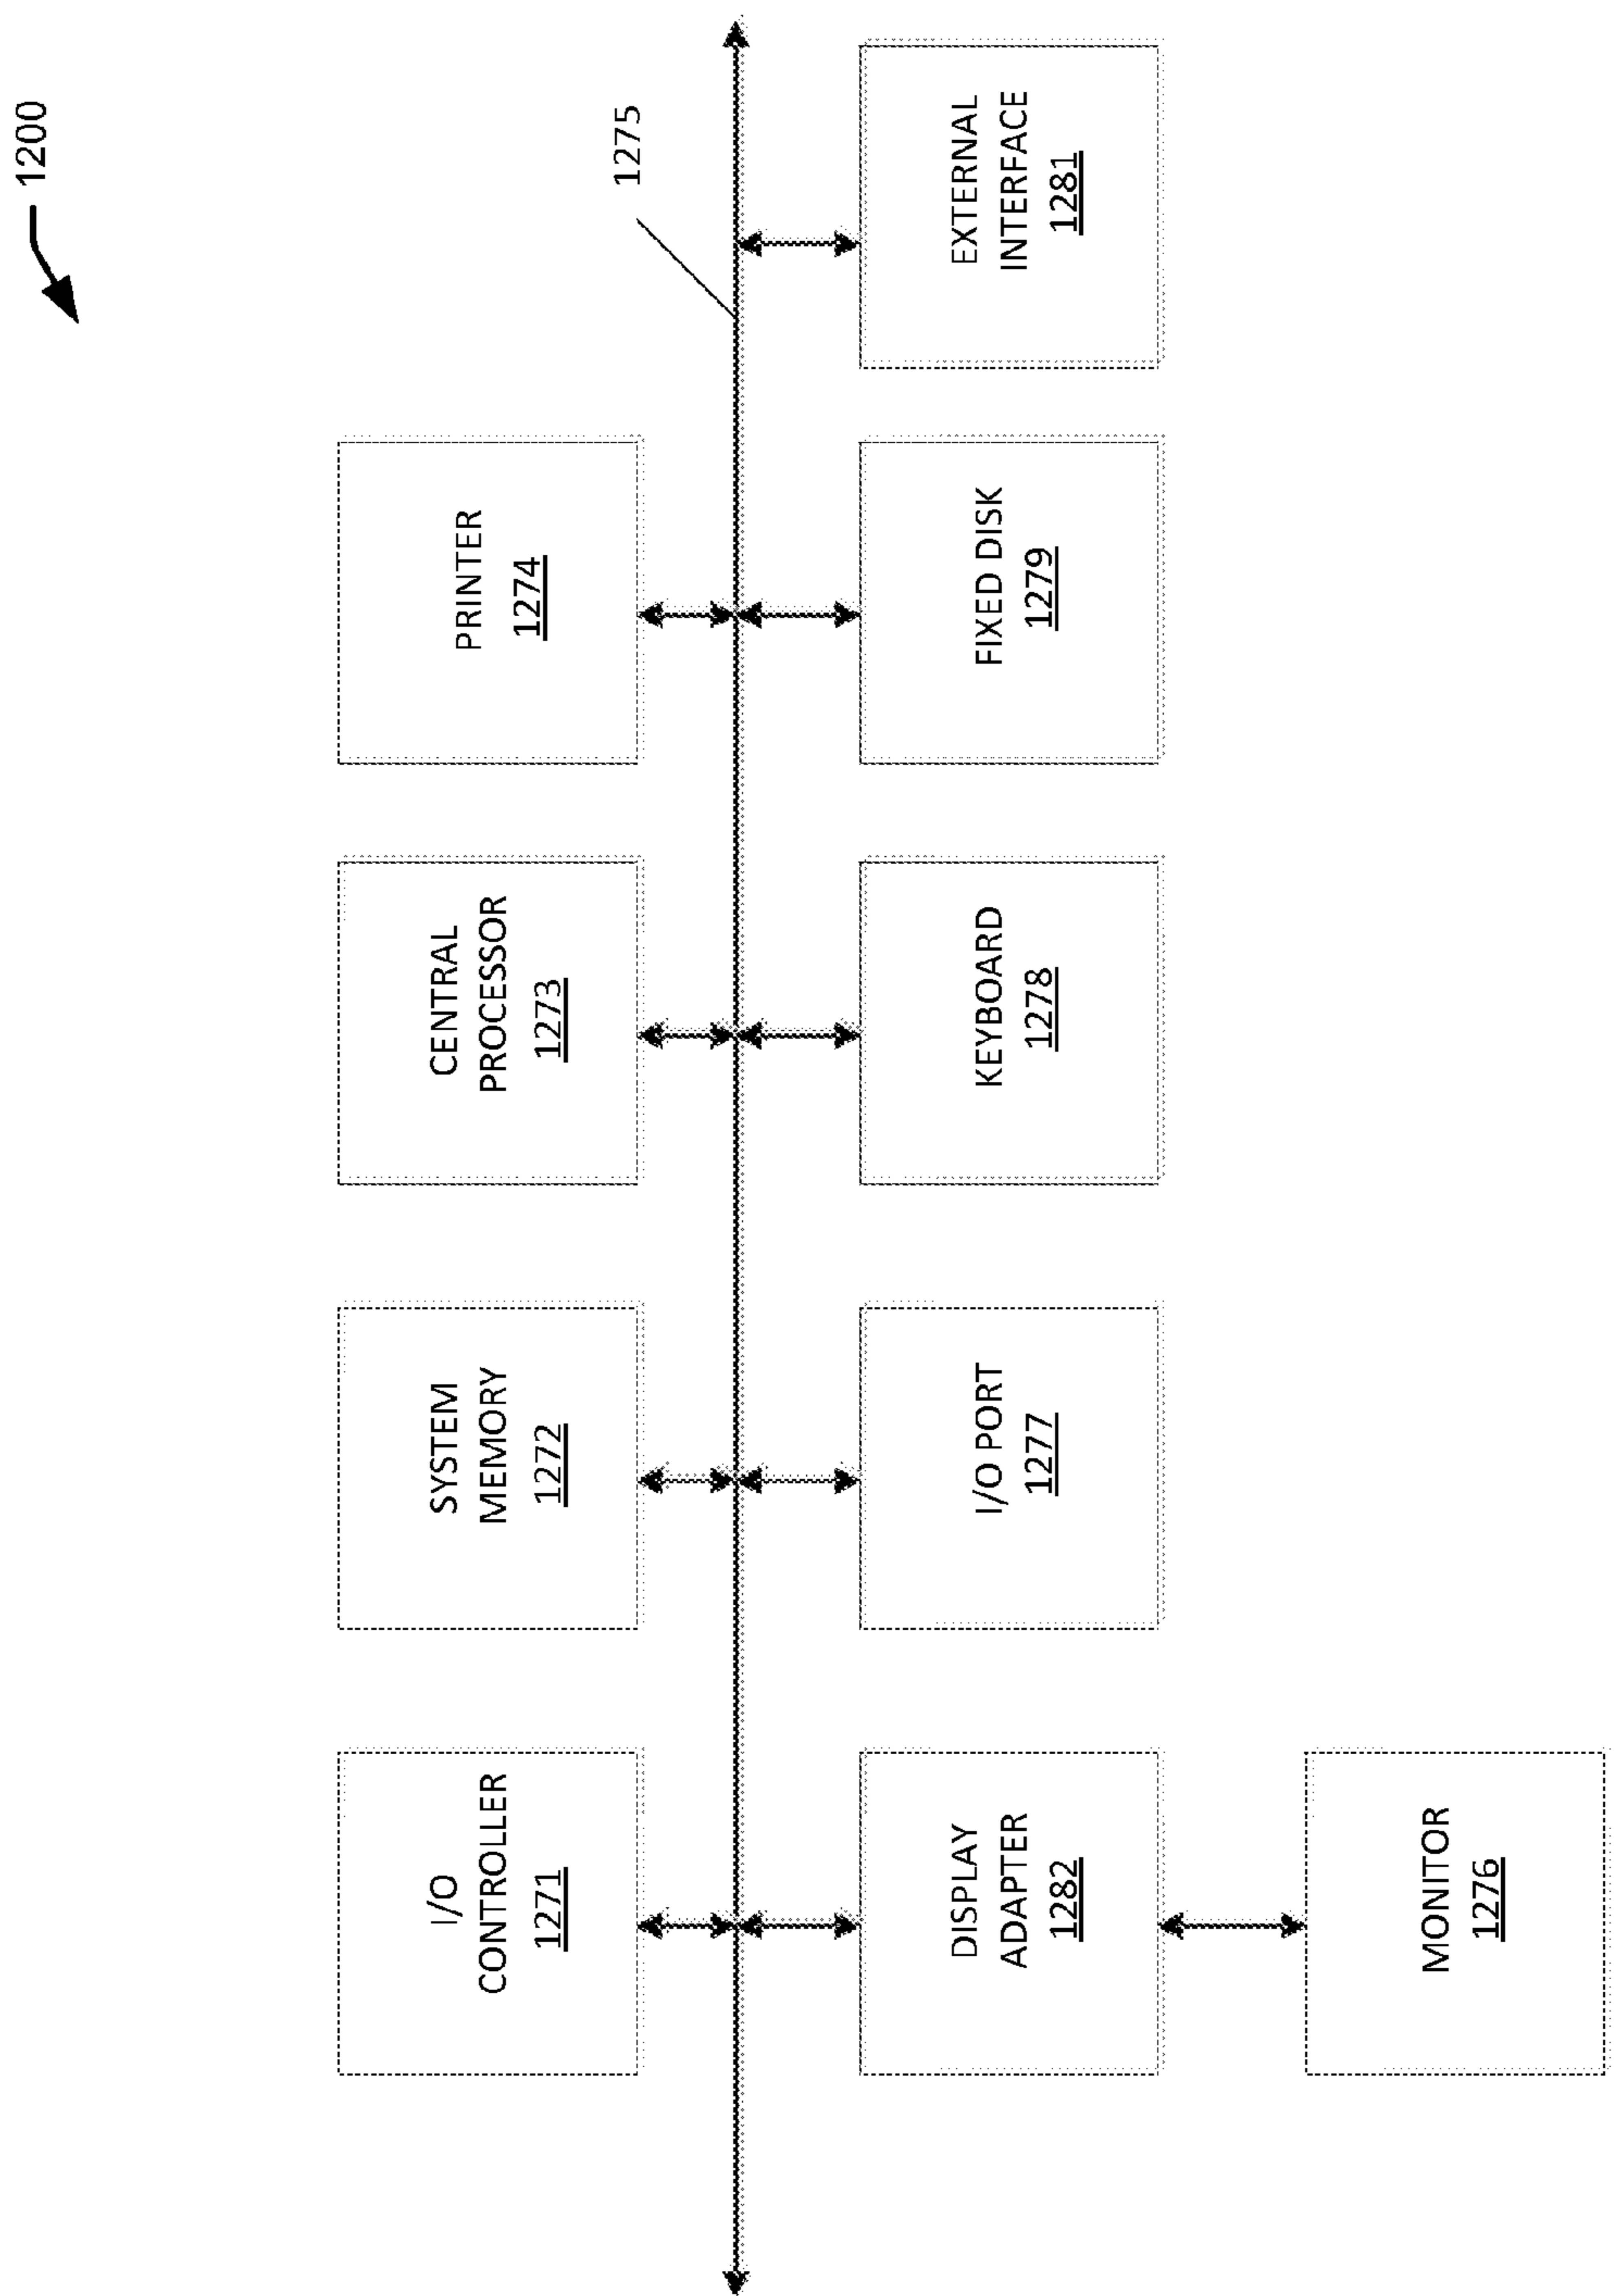 1200
I/O
CONTROLLER
1271
SYSTEM
MEMORY
1272
CENTRAL
PROCESSOR
1273
PRINTER
1274
1275
DISPLAY
ADAPTER
1282
I/O PORT
1277
KEYBOARD
1278
FIXED DISK
1279
EXTERNAL
INTERFACE
1281
MONITOR
1276